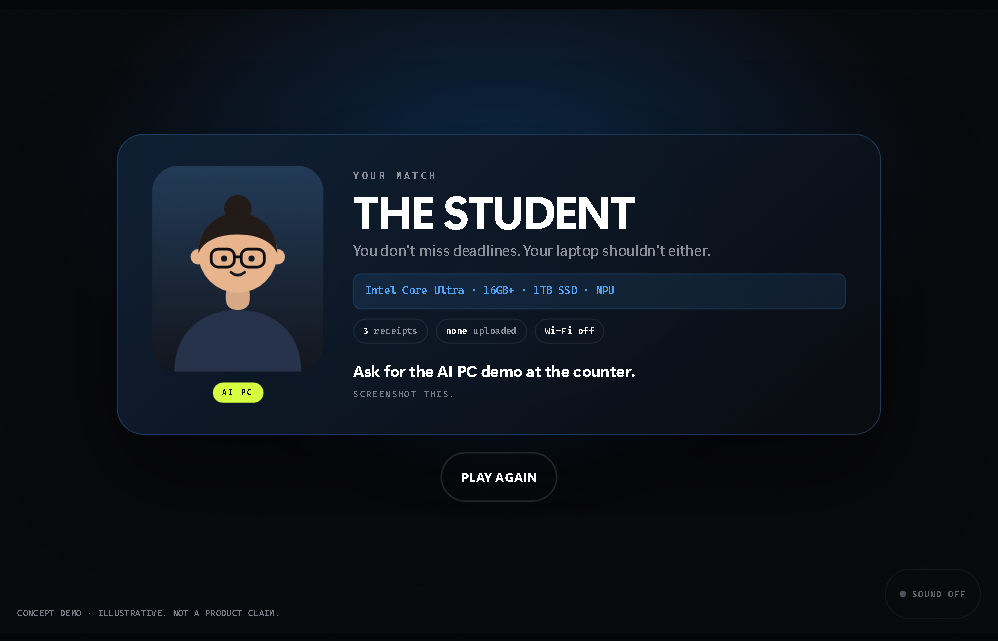 YOUR MATCH
THE STUDENT
You don't miss deadlines. Your laptop shouldn't either.
Intel Core Ultra · 16GB+ · 1TB SSD · NPU
3 receipts none uploaded Wi-Fi off
Ask for the AI PC demo at the counter.
SCREENSHOT THIS.
AI PC
PLAY AGAIN
SOUND OFF
CONCEPT DEMO · ILLUSTRATIVE. NOT A PRODUCT CLAIM.